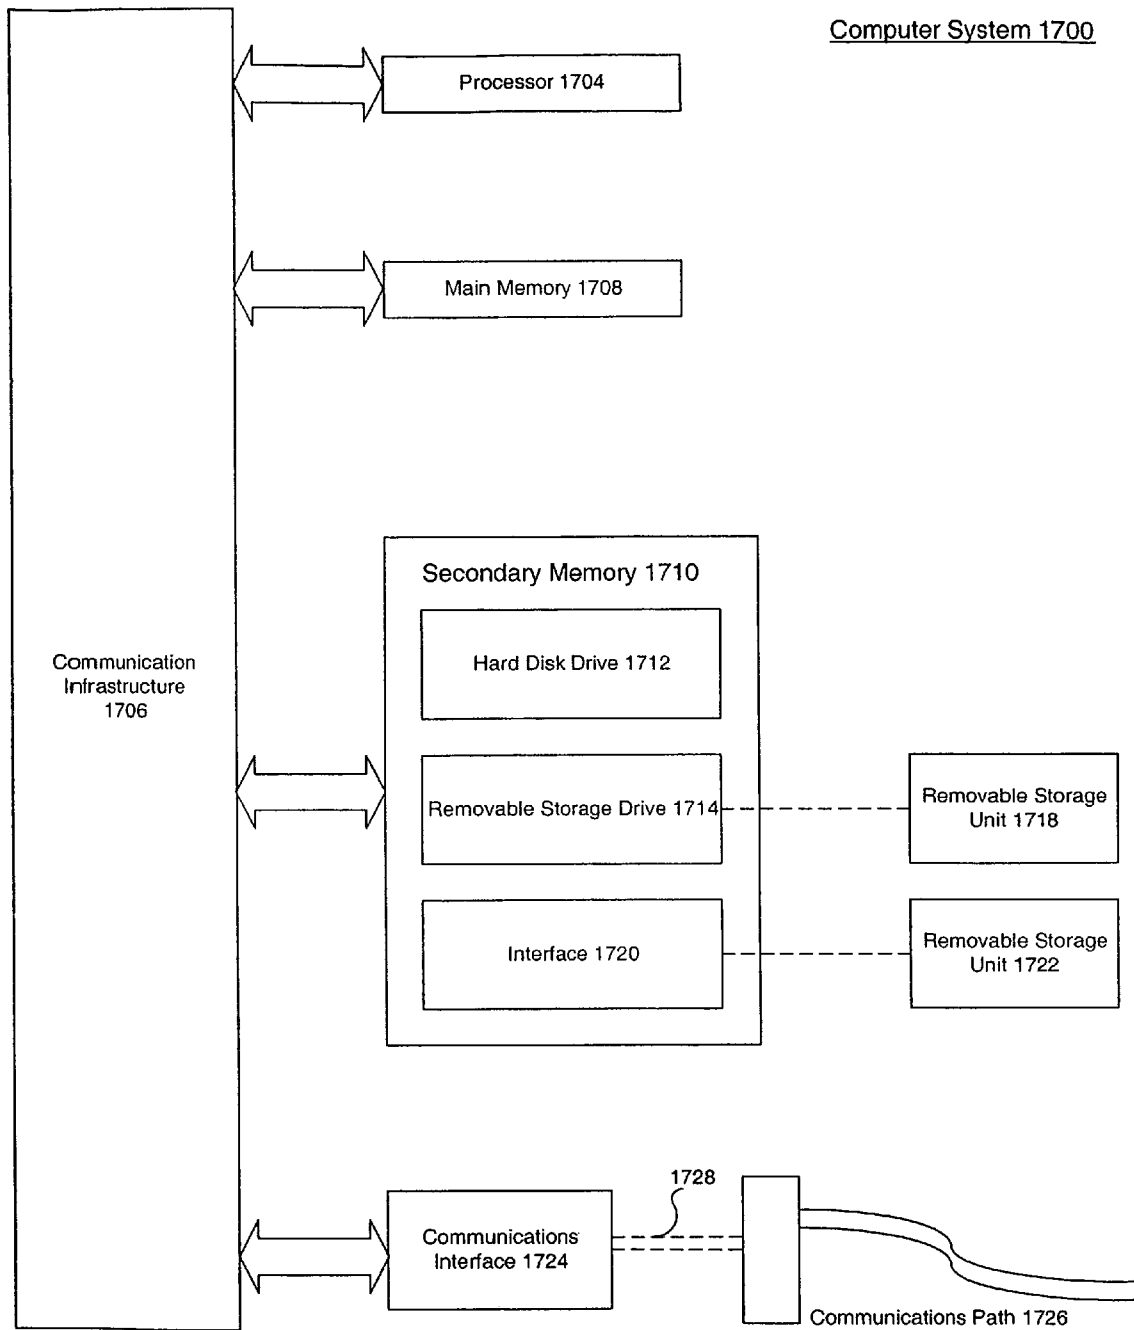 Computer System 1700
Processor 1704
Main Memory 1708
Secondary Memory 1710
Hard Disk Drive 1712
Communication
Infrastructure
1706
Removable Storage Drive 1714
Removable Storage
Unit 1718
Interface 1720
Removable Storage
Unit 1722
1728
Communications
Interface 1724
Communications Path 1726